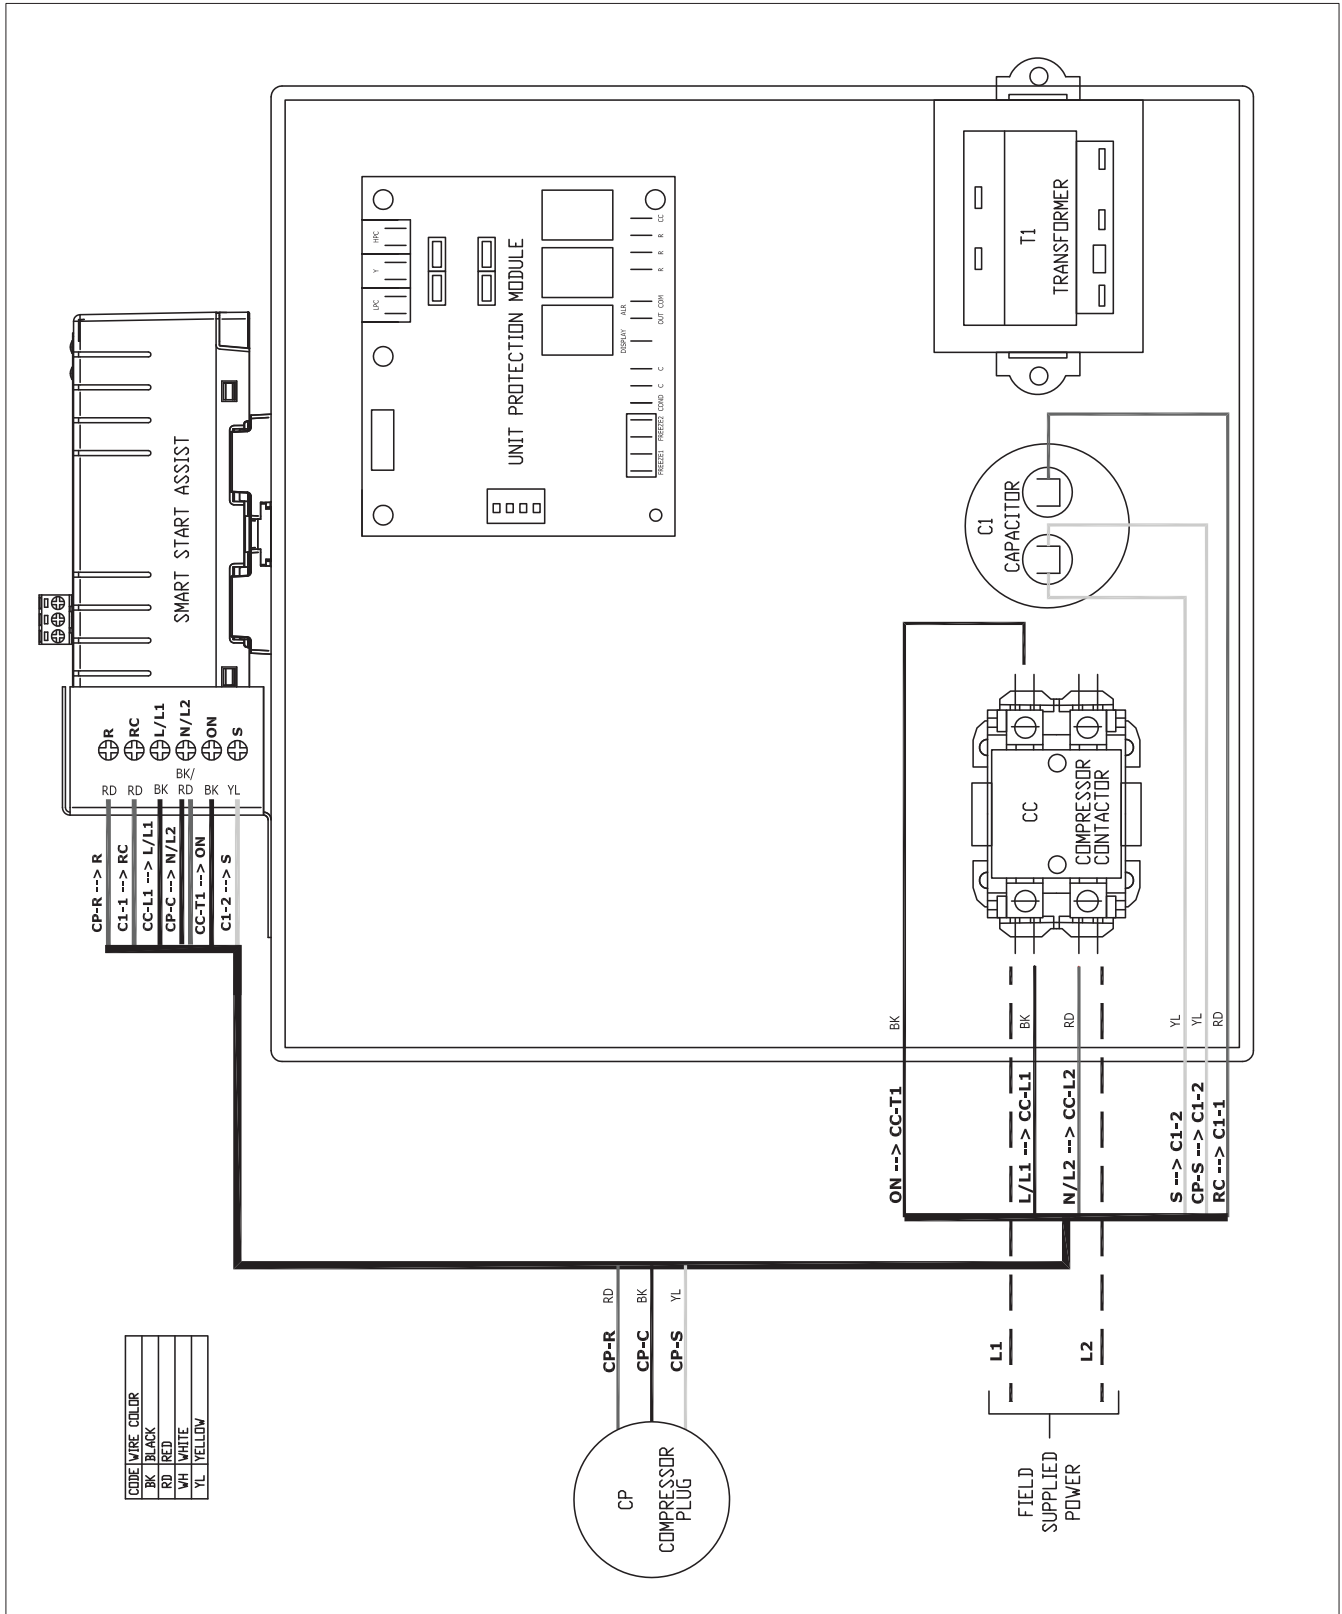 HPC
Y
LPC
UNIT PROTECTION MODULE
CC
R
R
R
COM
ALR
OUT
DISPLAY
C
C
COND
FREEZE2
FREEZE1
T1
TRANSFORMER
SMART START ASSIST
C1
CAPACITOR
R
RC
L/L1
N/L2
ON
S
RD
RD
BK
BK/
RD
BK
YL
CP-R ---> R
C1-1 ---> RC
CC-L1 ---> L/L1
CP-C ---> N/L2
CC-T1 ---> ON
C1-2 ---> S
CC
COMPRESSOR
CONTACTOR
BK
BK
RD
YL
YL
RD
ON ---> CC-T1
L/L1 ---> CC-L1
N/L2 ---> CC-L2
S ---> C1-2
CP-S ---> C1-2
RC ---> C1-1
RD
BK
YL
CP-R
CP-C
CP-S
L1
L2
CP
COMPRESSOR
PLUG
FIELD
SUPPLIED
POWER
CODE WIRE COLOR
BK BLACK
RD RED
WH WHITE
YL YELLOW